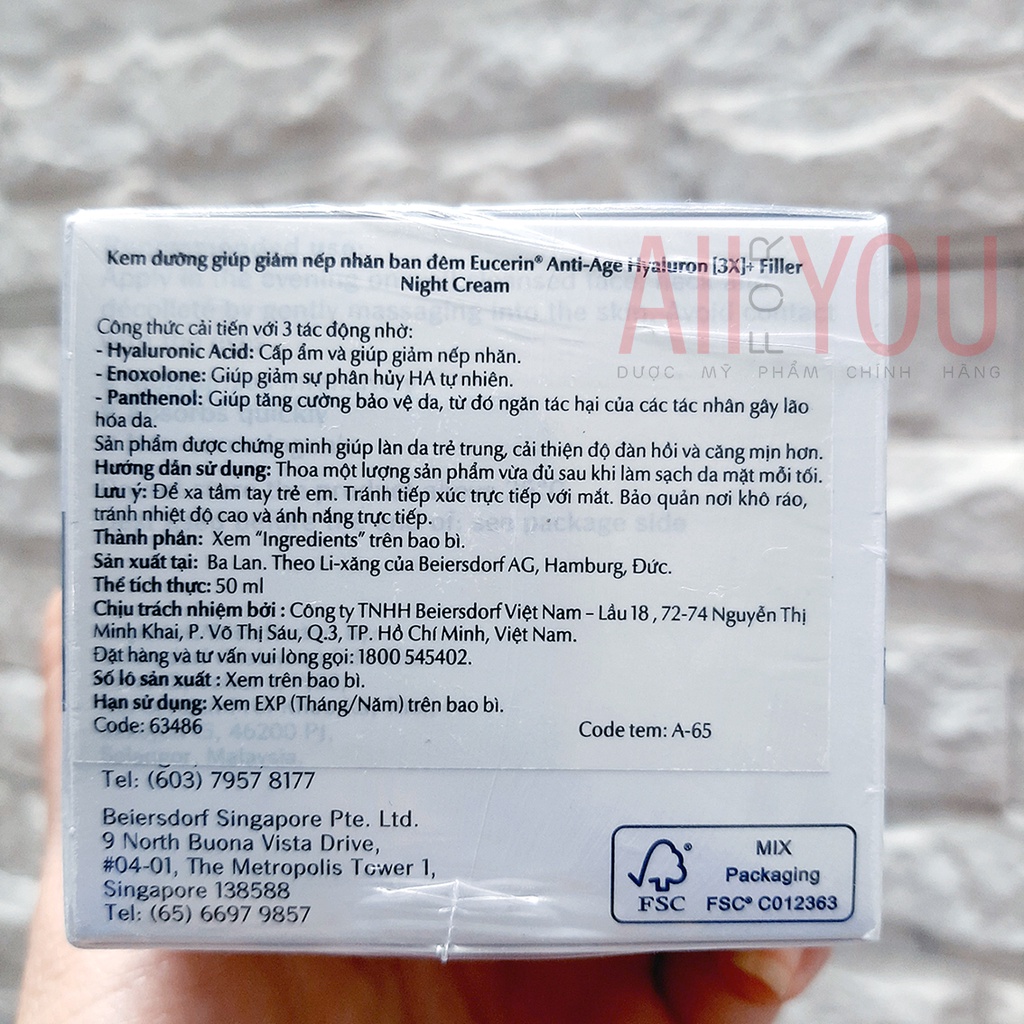 Kem dưỡng giúp giảm nếp nhăn ban đêm Eucerin® Anti-Age Hyaluron [3X]+ Filler
Night Cream
Công thức cải tiến với 3 tác động nhờ:
- Hyaluronic Acid: Cấp ẩm và giúp giảm nếp nhăn.
- Enoxolone: Giúp giảm sự phân hủy HA tự nhiên.
- Panthenol: Giúp tăng cường bảo vệ da, từ đó ngăn tác hại của các tác nhân gây lão
hóa da.
Sản phẩm được chứng minh giúp làn da trẻ trung, cải thiện độ đàn hồi và căng mịn hơn.
Hướng dẫn sử dụng: Thoa một lượng sản phẩm vừa đủ sau khi làm sạch da mặt mỗi tối.
Lưu ý: Để xa tầm tay trẻ em. Tránh tiếp xúc trực tiếp với mắt. Bảo quản nơi khô ráo,
tránh nhiệt độ cao và ánh nắng trực tiếp.
Thành phần: Xem "Ingredients" trên bao bì.
Sản xuất tại: Ba Lan. Theo Li-xăng của Beiersdorf AG, Hamburg, Đức.
Thể tích thực: 50 ml
Chịu trách nhiệm bởi : Công ty TNHH Beiersdorf Việt Nam – Lầu 18 , 72-74 Nguyễn Thị
Minh Khai, P. Võ Thị Sáu, Q.3, TP. Hồ Chí Minh, Việt Nam.
Đặt hàng và tư vấn vui lòng gọi: 1800 545402.
Số lô sản xuất : Xem trên bao bì.
Hạn sử dụng: Xem EXP (Tháng/Năm) trên bao bì.
Code: 63486 Code tem: A-65
46200 PJ,
Selangor, Malaysia.
Tel: (603) 7957 8177
Beiersdorf Singapore Pte. Ltd.
9 North Buona Vista Drive,
#04-01, The Metropolis Tower 1,
Singapore 138588
Tel: (65) 6697 9857
FSC®
MIX
Packaging
FSC® C012363
All FOR YOU
DƯỢC MỸ PHẨM CHÍNH HÃNG